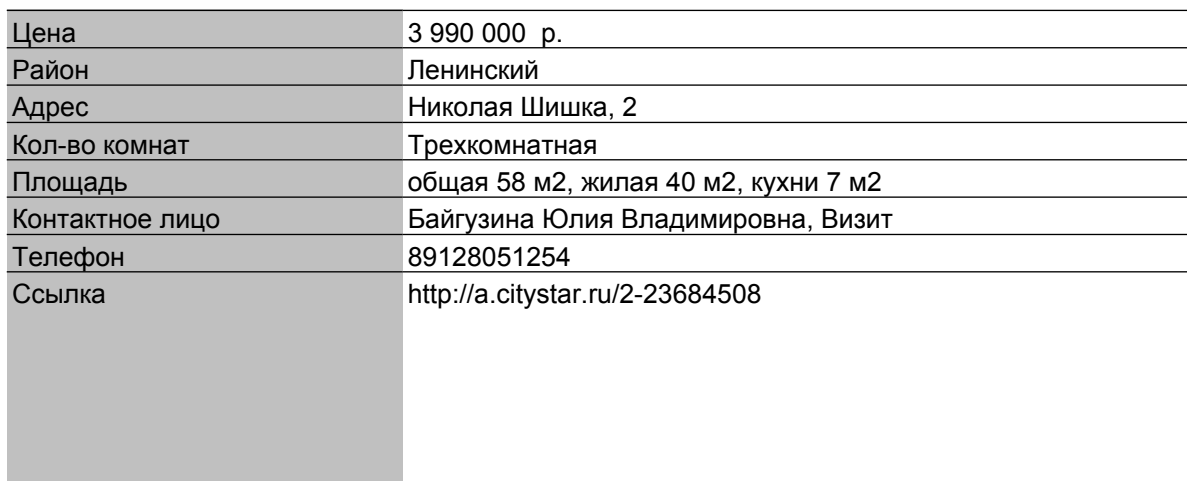 Цена 3 990 000 р.
Район Ленинский
Адрес Николая Шишка, 2
Кол-во комнат Трехкомнатная
Площадь общая 58 м2, жилая 40 м2, кухни 7 м2
Контактное лицо Байгузина Юлия Владимировна, Визит
Телефон 89128051254
Ссылка http://a.citystar.ru/2-23684508